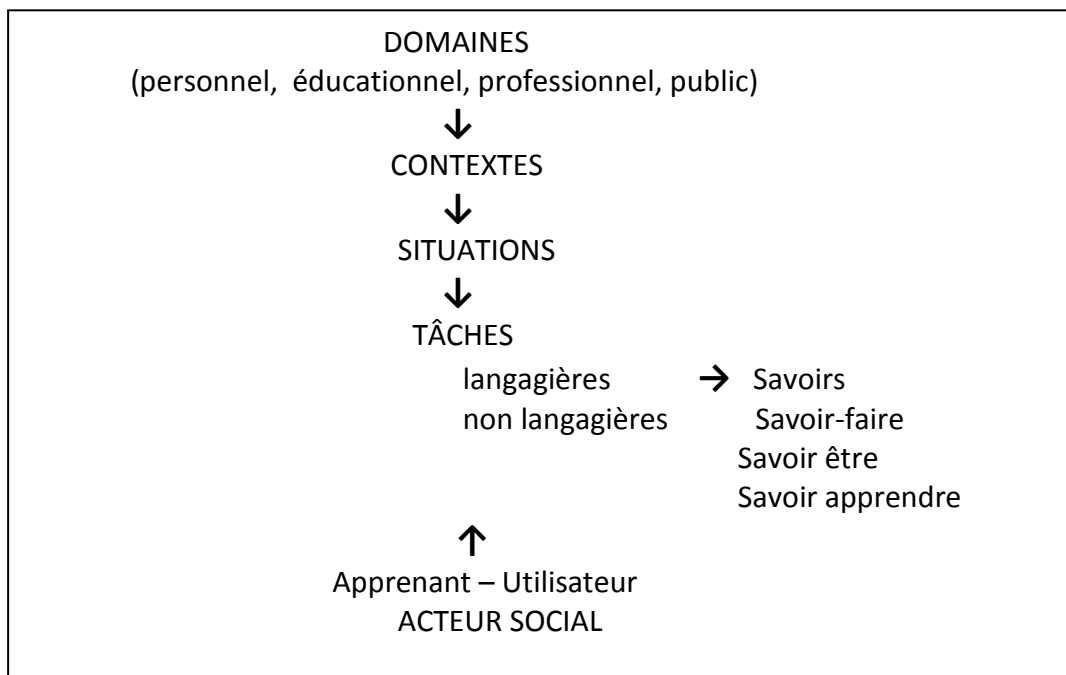 DOMAINES
(personnel, éducationnel, professionnel, public)
↓
CONTEXTES
↓
SITUATIONS
↓
TÂCHES
langagières → Savoirs
non langagières Savoir-faire
Savoir être
Savoir apprendre
↑
Apprenant – Utilisateur
ACTEUR SOCIAL